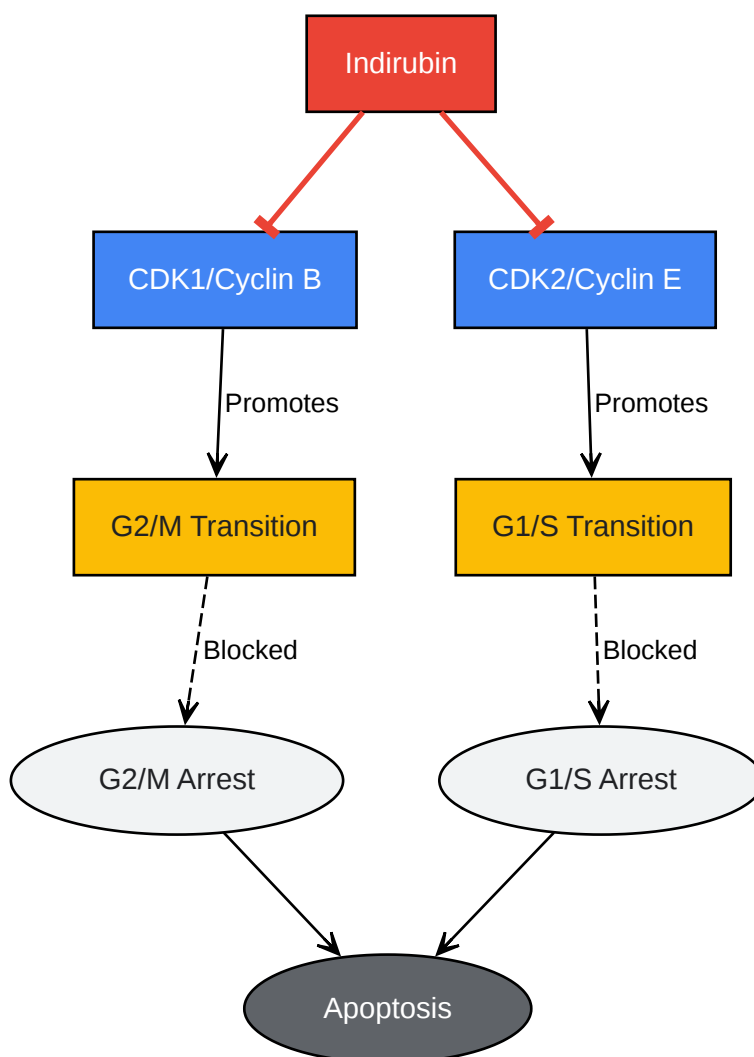 Indirubin
CDK1/Cyclin B
CDK2/Cyclin E
Promotes
Promotes
G2/M Transition
G1/S Transition
Blocked
Blocked
G2/M Arrest
G1/S Arrest
Apoptosis